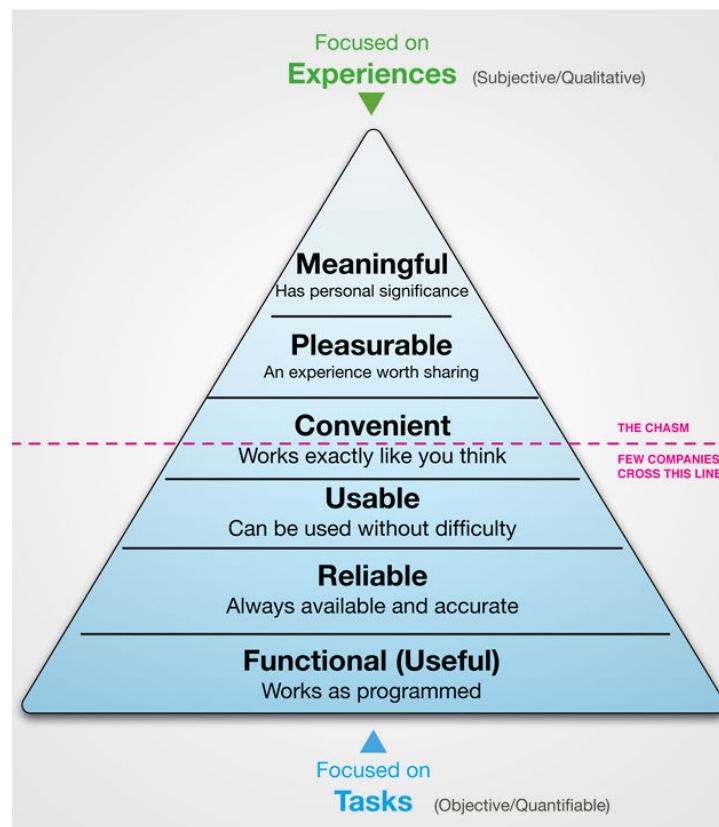 Focused on
Experiences (Subjective/Qualitative)
Meaningful
Has personal significance
Pleasurable
An experience worth sharing
Convenient
THE CHASM
Works exactly like you think
FEW COMPANIES
CROSS THIS LINE
Usable
Can be used without difficulty
Reliable
Always available and accurate
Functional (Useful)
Works as programmed
Focused on
Tasks (Objective/Quantifiable)